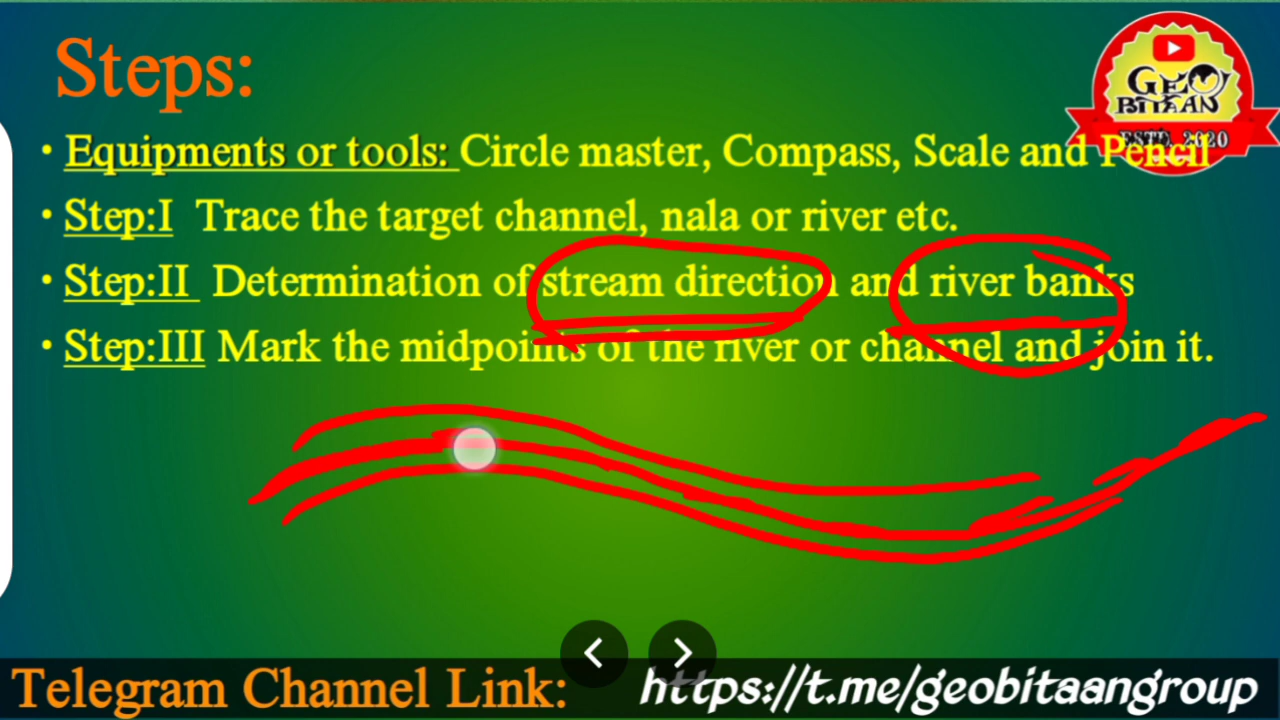 Steps:
GEO
BITAAN
ESTD. 2020
• Equipments or tools: Circle master, Compass, Scale and Pencil
• Step:I Trace the target channel, nala or river etc.
• Step:II Determination of stream direction and river banks
• Step:III Mark the midpoints of the river or channel and join it.
Telegram Channel Link: https://t.me/geobitaangroup